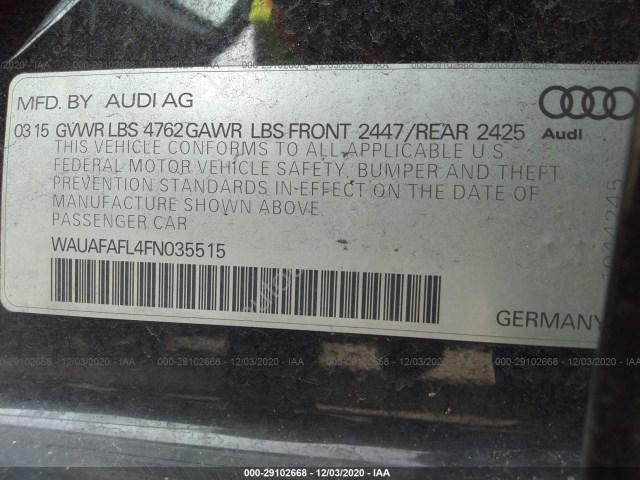 MFD. BY AUDI AG
03 15 GVWR LBS 4762 GAWR LBS FRONT 2447/REAR 2425
Audi
THIS VEHICLE CONFORMS TO ALL APPLICABLE U.S
FEDERAL MOTOR VEHICLE SAFETY, BUMPER AND THEFT
PREVENTION STANDARDS IN-EFFECT ON THE DATE OF
MANUFACTURE SHOWN ABOVE.
PASSENGER CAR
WAUAFAFL4FN035515
GERMANY
000-29102668 - 12/03/2020 - IAA